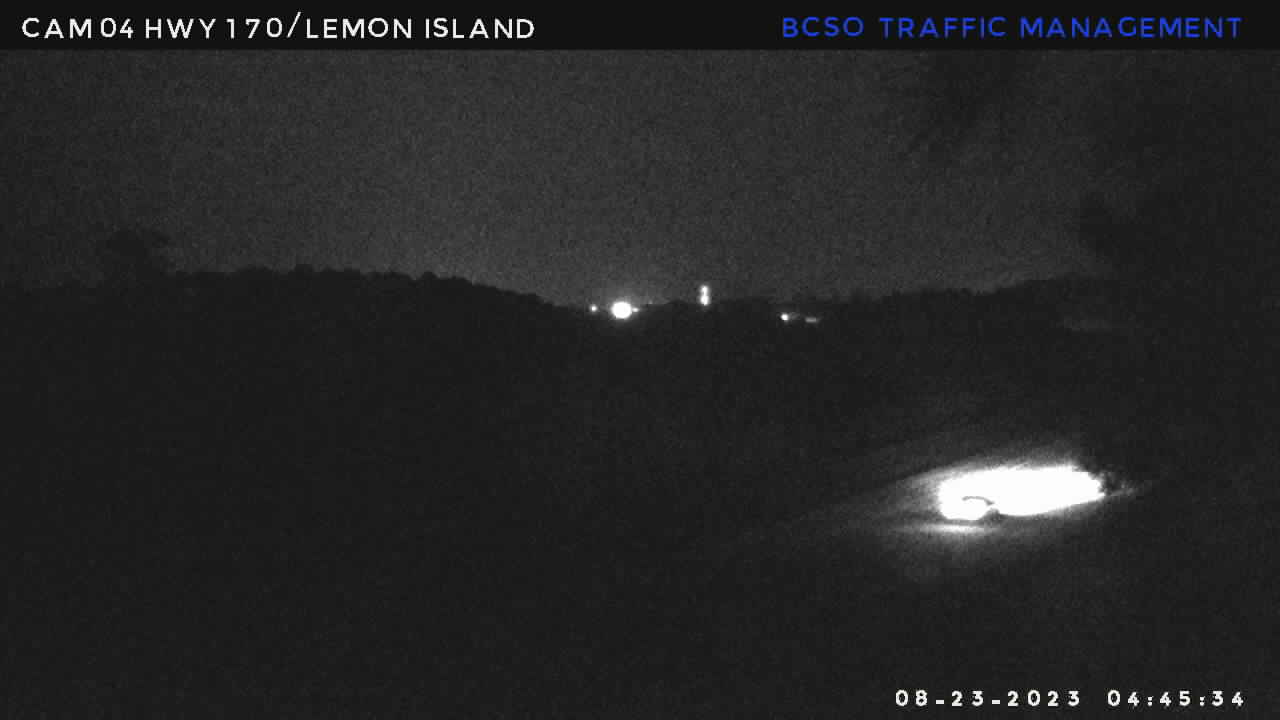 CAM04 HWY 170/LEMON ISLAND
BCSO TRAFFIC MANAGEMENT
08-23-2023 04:45:34